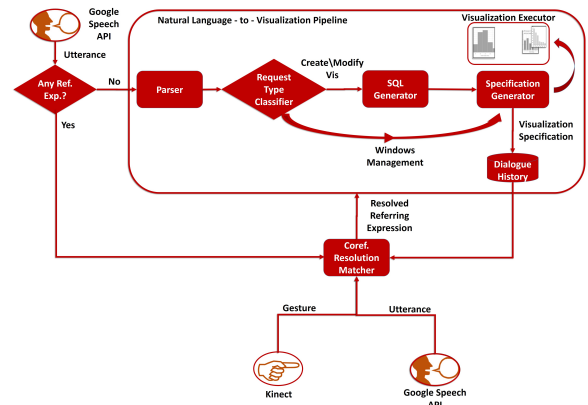 Google
Speech
API
Utterance
Natural Language - to - Visualization Pipeline
Visualization Executor
Any Ref.
Exp.?
No
Parser
Request
Type
Classifier
Create\Modify
Vis
SQL
Generator
Specification
Generator
Yes
Windows
Management
Visualization
Specification
Dialogue
History
Resolved
Referring
Expression
Coref.
Resolution
Matcher
Gesture
Utterance
Kinect
Google Speech
API